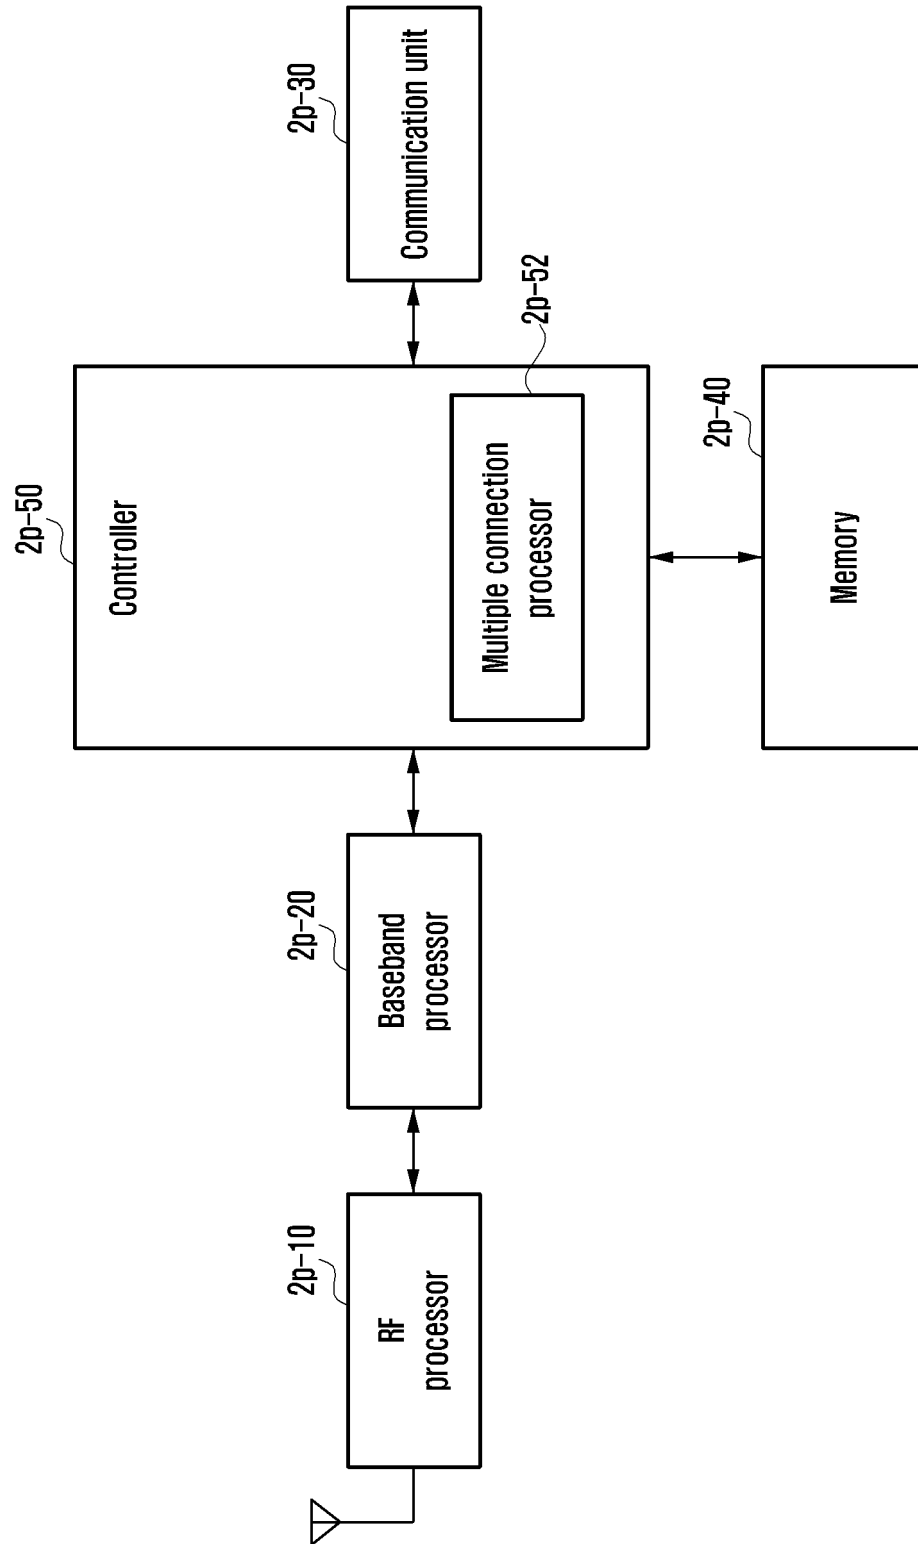 2p-10
RF
processor
2p-20
Baseband
processor
2p-50
Controller
2p-52
Multiple connection
processor
2p-30
Communication unit
2p-40
Memory